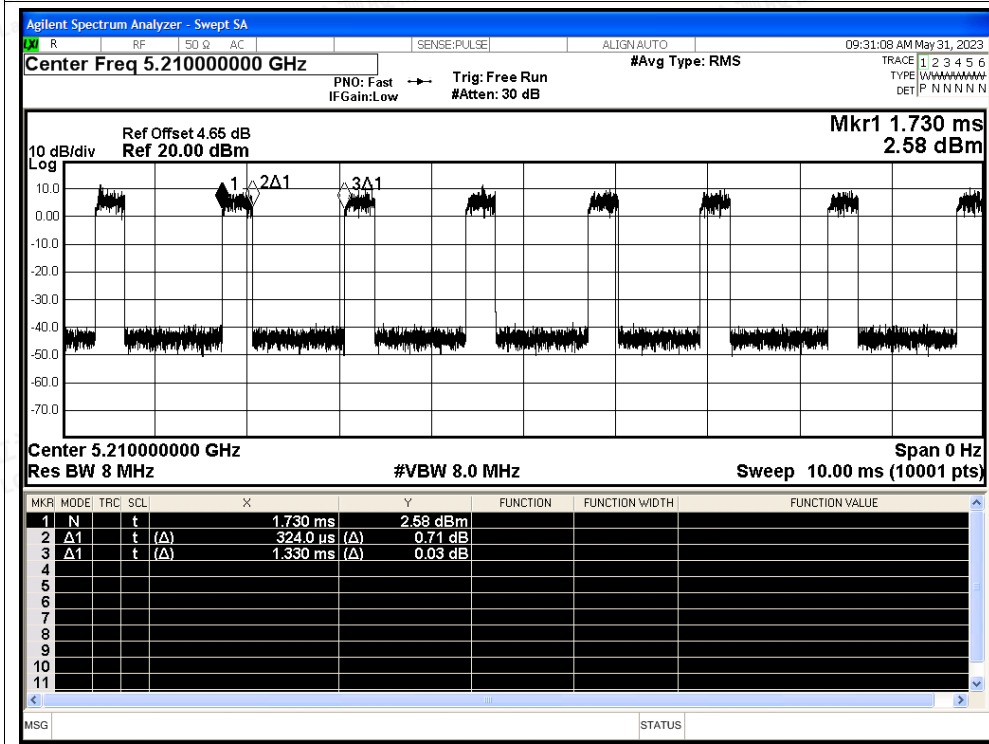 Agilent Spectrum Analyzer - Swept SA
LXI R RF 50 Ω AC SENSE:PULSE ALIGN AUTO 09:31:08 AM May 31, 2023
Center Freq 5.210000000 GHz #Avg Type: RMS TRACE 1 2 3 4 5 6
PNO: Fast Trig: Free Run TYPE
IFGain:Low #Atten: 30 dB DET P N N N N N
Mkr1 1.730 ms
Ref Offset 4.65 dB
10 dB/div Ref 20.00 dBm 2.58 dBm
Log
10.0
1 2Δ1 3Δ1
0.00
-10.0
-20.0
-30.0
-40.0
-50.0
-60.0
-70.0
Center 5.210000000 GHz Span 0 Hz
Res BW 8 MHz #VBW 8.0 MHz Sweep 10.00 ms (10001 pts)
MKR MODE TRC SCL X Y FUNCTION FUNCTION WIDTH FUNCTION VALUE
1 N t 1.730 ms 2.58 dBm
2 Δ1 t (Δ) 324.0 µs (Δ) 0.71 dB
3 Δ1 t (Δ) 1.330 ms (Δ) 0.03 dB
4
5
6
7
8
9
10
11
MSG STATUS